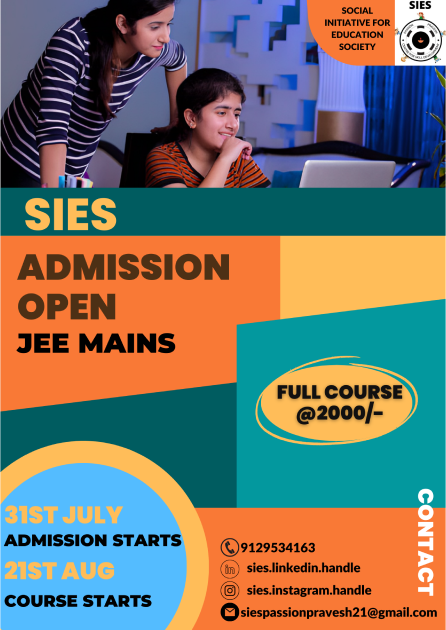 SOCIAL
INITIATIVE FOR
EDUCATION
SOCIETY
SIES
SIES
ADMISSION
OPEN
JEE MAINS
FULL COURSE
@2000/-
31ST JULY
ADMISSION STARTS
21ST AUG
COURSE STARTS
CONTACT
9129534163
in sies.linkedin.handle
sies.instagram.handle
siespassionpravesh21@gmail.com